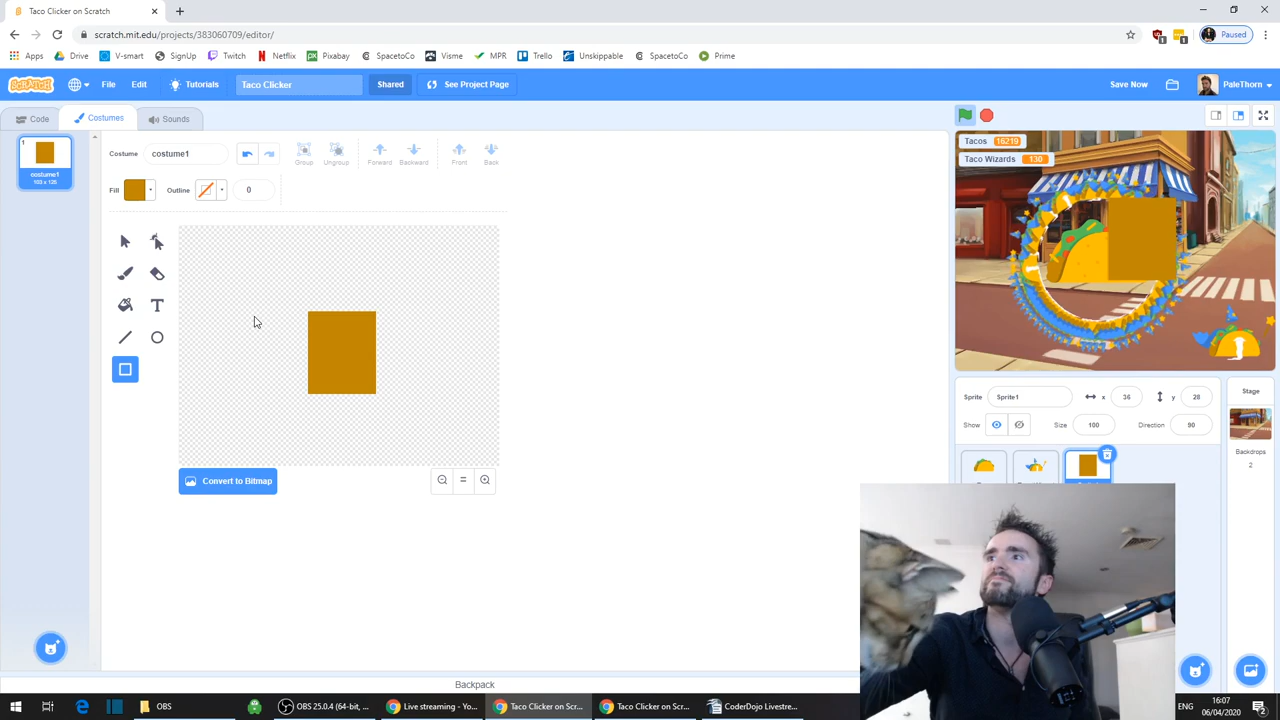 Taco Clicker on Scratch
scratch.mit.edu/projects/383060709/editor/
1
1
Paused
Apps
Drive
V-smart
SignUp
Twitch
Netflix
Pixabay
SpacetoCo
Visme
MPR
Trello
Unskippable
SpacetoCo
Prime
SCRATCH
File
Edit
Tutorials
Taco Clicker
Shared
See Project Page
Save Now
PaleThorn
Code
Costumes
Sounds
1
costume1
Costume
costume1
Group
Ungroup
Forward
Backward
Front
Back
Fill
Outline
0
T
Convert to Bitmap
Tacos 16219
Taco Wizards 130
Sprite
Sprite1
x
36
y
28
Show
Size
100
Direction
90
Stage
Backdrops
2
Backpack
OBS
OBS 25.0.4 (64-bit, ...
Live streaming - Yo...
Taco Clicker on Scr...
Taco Clicker on Scr...
CoderDojo Livestre...
ENG
16:07
06/04/2020
2